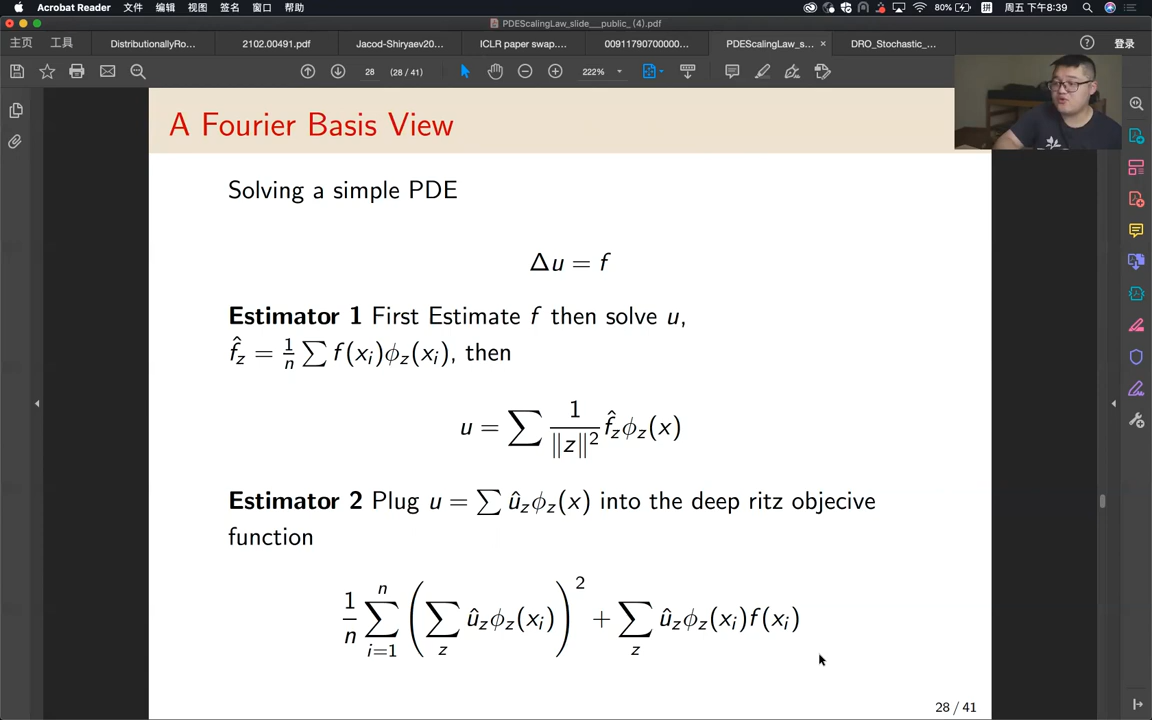 Acrobat Reader 文件 编辑 视图 签名 窗口 帮助 80% 拼 周五 下午8:39
PDEScalingLaw_slide__public_ (4).pdf
主页 工具 DistributionallyRo... 2102.00491.pdf Jacod-Shiryaev20... ICLR paper swap.... 00911790700000... PDEScalingLaw_s... × DRO_Stochastic_... 登录
28 (28 / 41) 222%
A Fourier Basis View
Solving a simple PDE
Δu = f
Estimator 1 First Estimate f then solve u,
f̂_z = 1/n ∑ f(x_i)ϕ_z(x_i), then
u = ∑ 1/‖z‖² f̂_z ϕ_z(x)
Estimator 2 Plug u = ∑ û_z ϕ_z(x) into the deep ritz objecive
function
1/n ∑_{i=1}^{n} (∑_z û_z ϕ_z(x_i))² + ∑_z û_z ϕ_z(x_i) f(x_i)
28 / 41